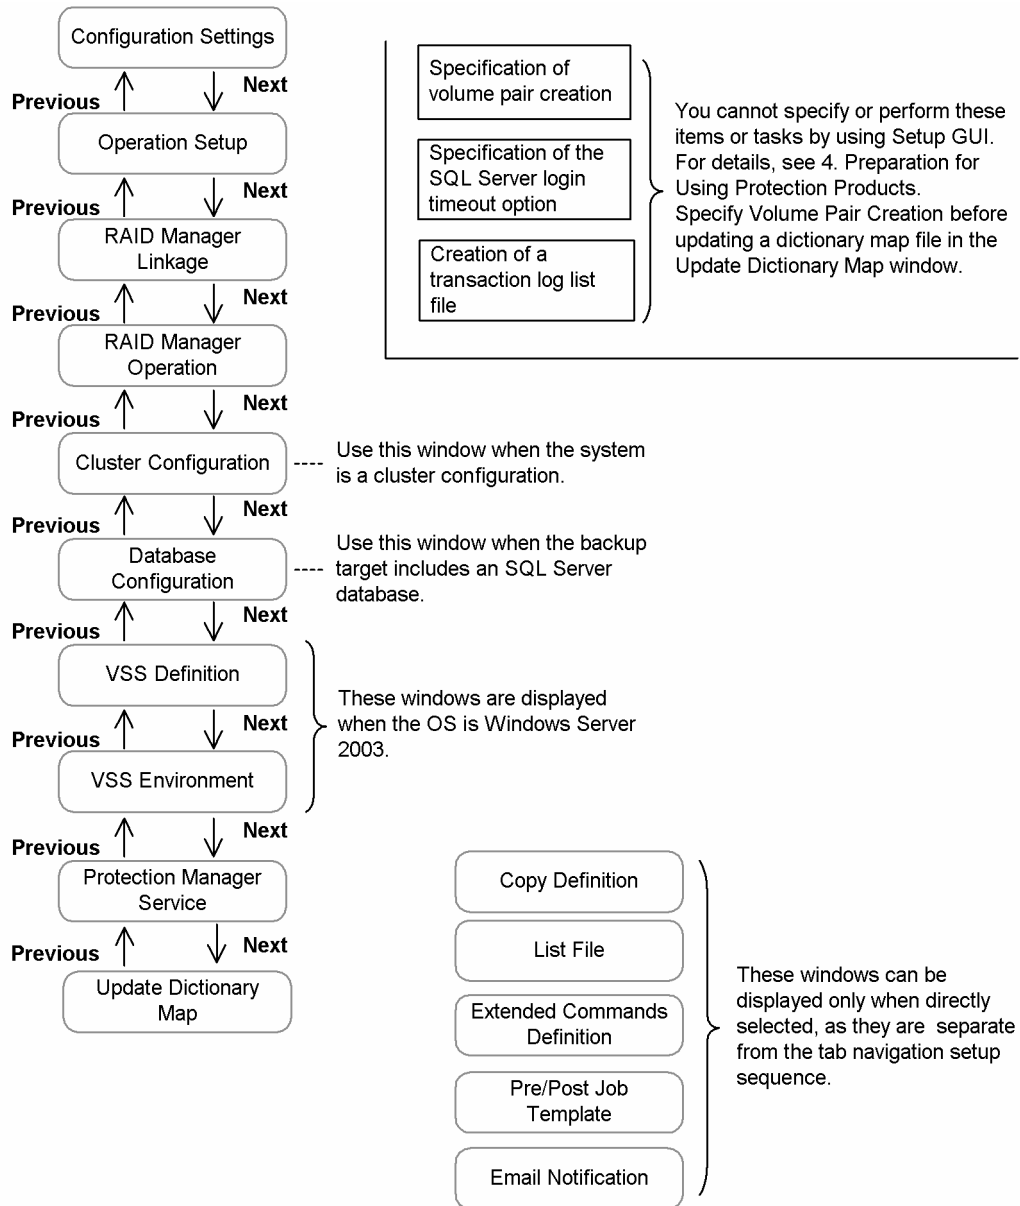 Configuration Settings
Previous
Next
Operation Setup
Previous
Next
RAID Manager
Linkage
Previous
Next
RAID Manager
Operation
Previous
Next
Cluster Configuration
Use this window when the system
is a cluster configuration.
Previous
Next
Database
Configuration
Use this window when the backup
target includes an SQL Server
database.
Previous
Next
VSS Definition
Previous
Next
VSS Environment
These windows are displayed
when the OS is Windows Server
2003.
Previous
Next
Protection Manager
Service
Previous
Next
Update Dictionary
Map
Specification of
volume pair creation
Specification of the
SQL Server login
timeout option
Creation of a
transaction log list
file
You cannot specify or perform these
items or tasks by using Setup GUI.
For details, see 4. Preparation for
Using Protection Products.
Specify Volume Pair Creation before
updating a dictionary map file in the
Update Dictionary Map window.
Copy Definition
List File
Extended Commands
Definition
Pre/Post Job
Template
Email Notification
These windows can be
displayed only when directly
selected, as they are  separate
from the tab navigation setup
sequence.